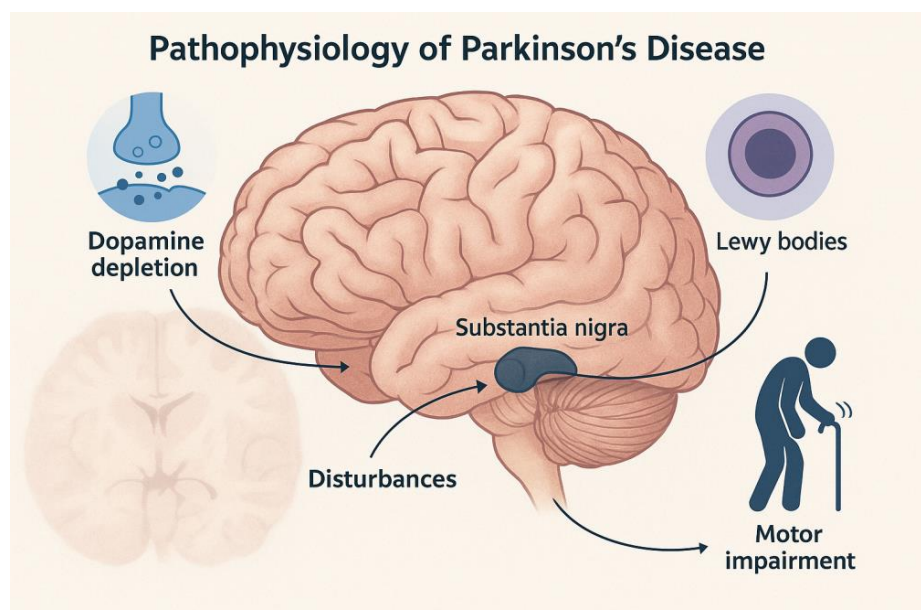 Pathophysiology of Parkinson's Disease
Dopamine
depletion
Lewy bodies
Substantia nigra
Disturbances
Motor
impairment